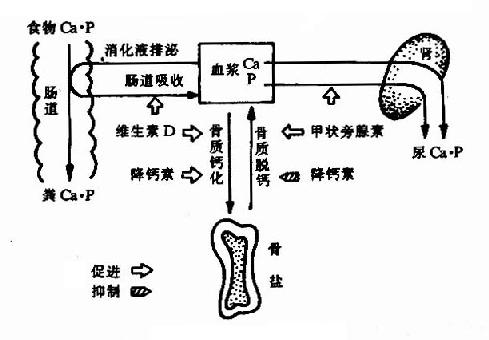 食物 Ca·P
消化液排泌
肠道吸收
肠道
血浆 Ca
P
肾
维生素 D
骨质钙化
骨质脱钙
甲状旁腺素
尿 Ca·P
降钙素
降钙素
粪 Ca·P
骨盐
促进
抑制